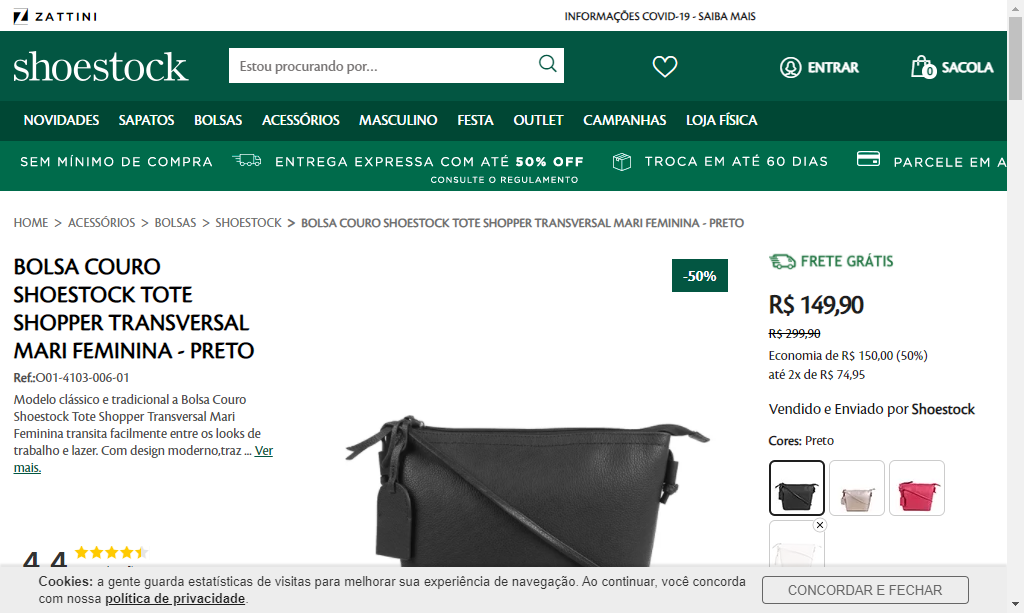 ZATTINI
INFORMAÇÕES COVID-19 - SAIBA MAIS
shoestock
Estou procurando por...
ENTRAR
0
SACOLA
NOVIDADES SAPATOS BOLSAS ACESSÓRIOS MASCULINO FESTA OUTLET CAMPANHAS LOJA FÍSICA
SEM MÍNIMO DE COMPRA
ENTREGA EXPRESSA COM ATÉ 50% OFF
CONSULTE O REGULAMENTO
TROCA EM ATÉ 60 DIAS
PARCELE EM A
HOME > ACESSÓRIOS > BOLSAS > SHOESTOCK > BOLSA COURO SHOESTOCK TOTE SHOPPER TRANSVERSAL MARI FEMININA - PRETO
BOLSA COURO
SHOESTOCK TOTE
SHOPPER TRANSVERSAL
MARI FEMININA - PRETO
Ref.:O01-4103-006-01
Modelo clássico e tradicional a Bolsa Couro
Shoestock Tote Shopper Transversal Mari
Feminina transita facilmente entre os looks de
trabalho e lazer. Com design moderno,traz ... Ver
mais.
4.4
-50%
FRETE GRÁTIS
R$ 149,90
R$ 299,90
Economia de R$ 150,00 (50%)
até 2x de R$ 74,95
Vendido e Enviado por Shoestock
Cores: Preto
Cookies: a gente guarda estatísticas de visitas para melhorar sua experiência de navegação. Ao continuar, você concorda
com nossa política de privacidade.
CONCORDAR E FECHAR